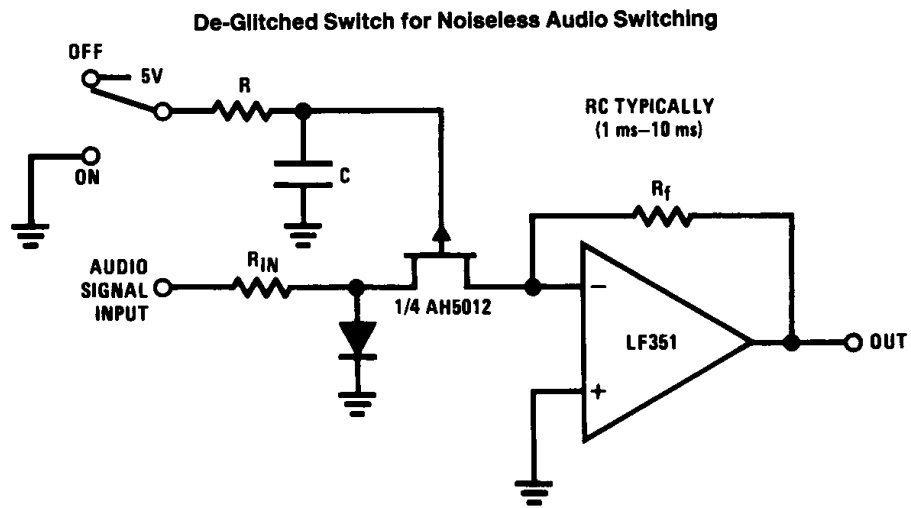 De-Glitched Switch for Noiseless Audio Switching
OFF
5V
R
RC TYPICALLY
(1 ms–10 ms)
C
ON
Rf
AUDIO
SIGNAL
INPUT
RIN
1/4 AH5012
−
LF351
OUT
+